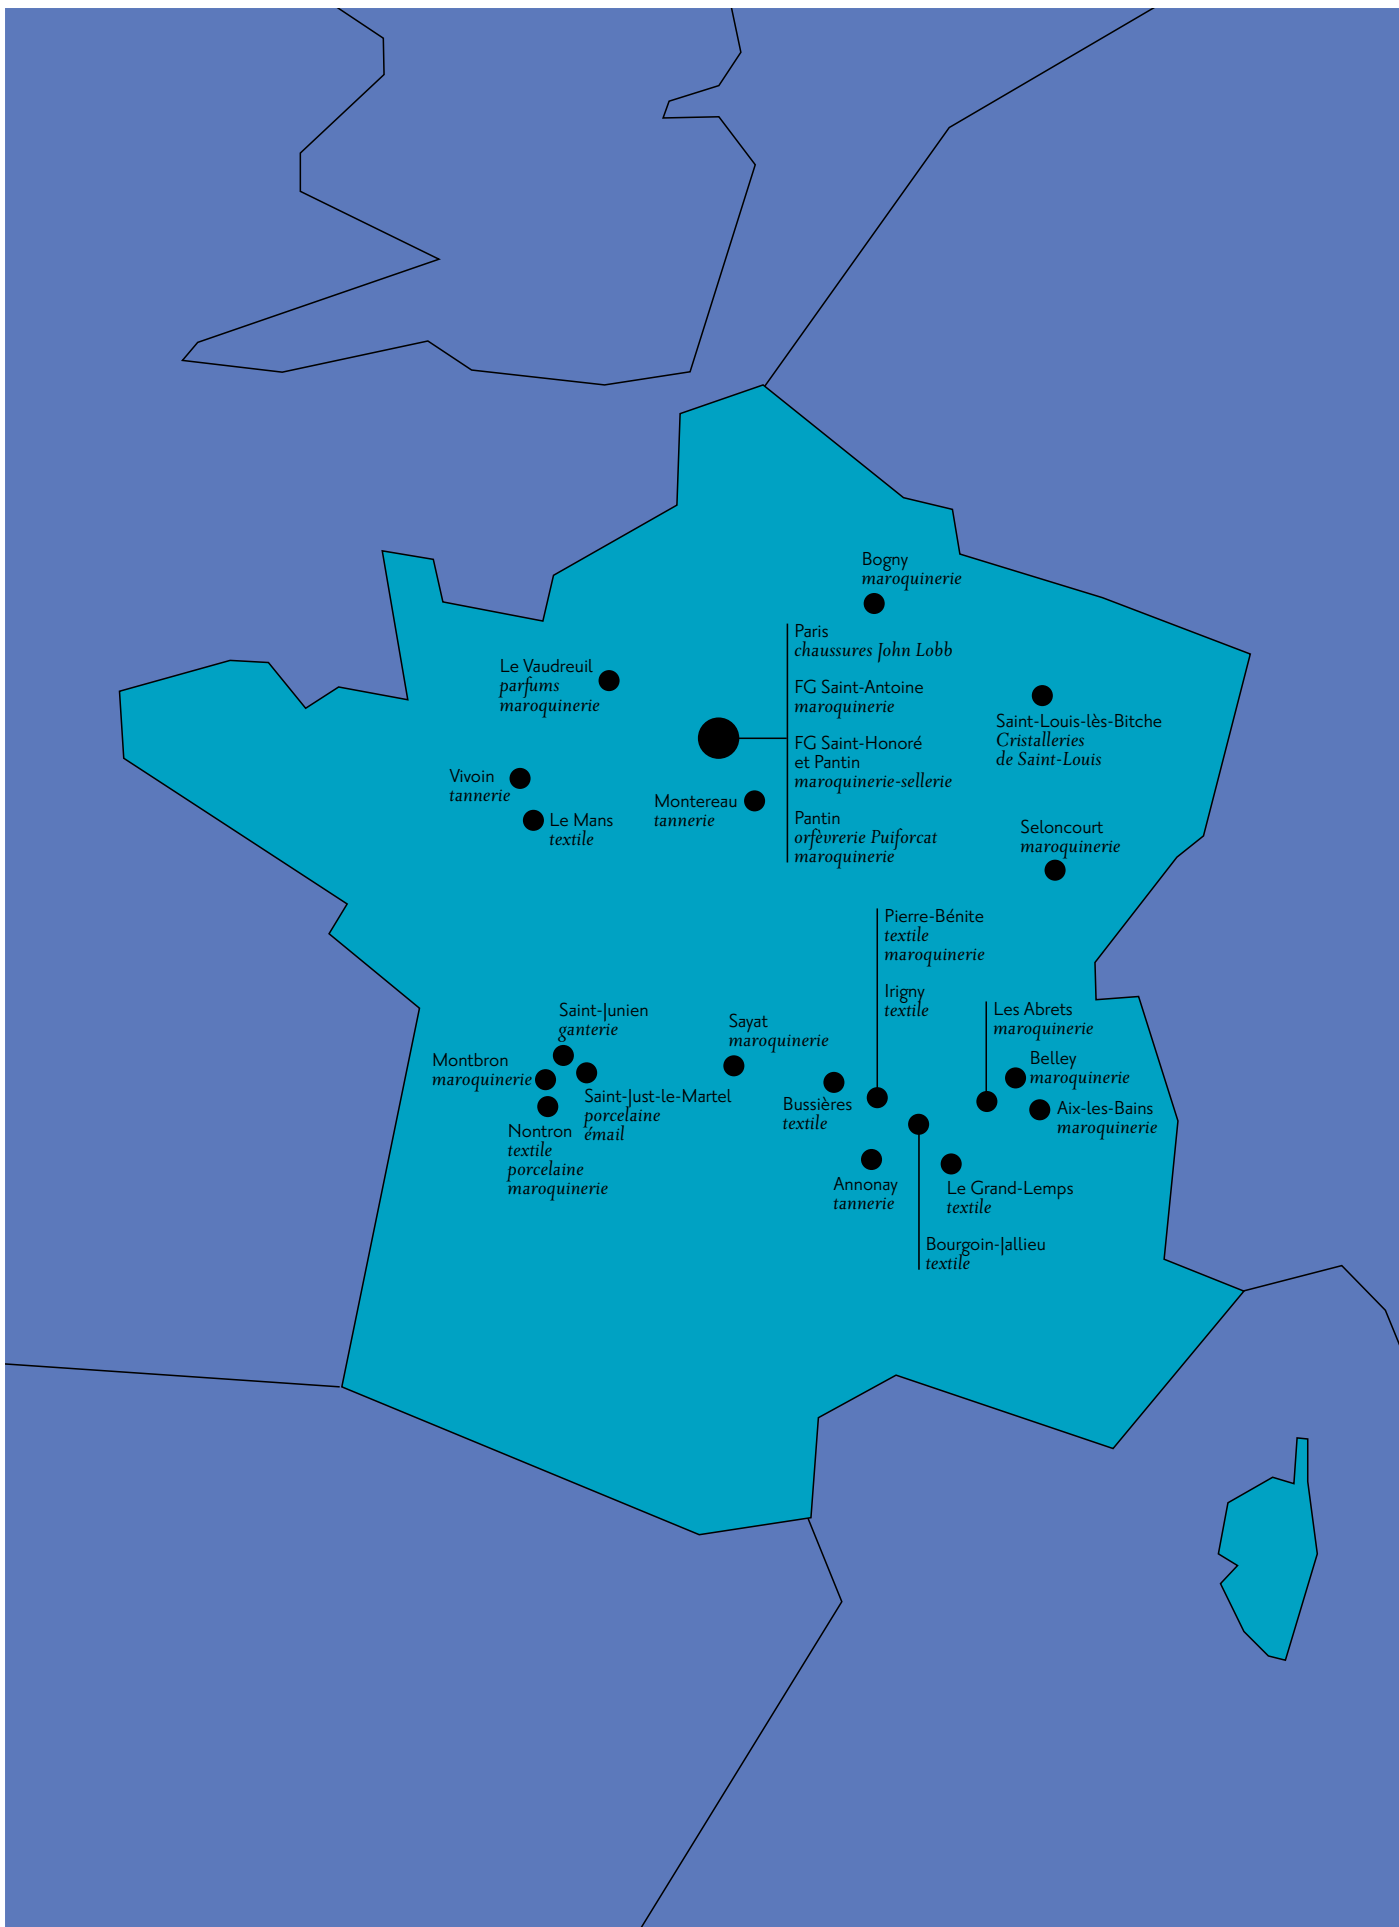 Bogny
maroquinerie
Paris
chaussures John Lobb
FG Saint-Antoine
maroquinerie
FG Saint-Honoré
et Pantin
maroquinerie-sellerie
Pantin
orfèvrerie Puiforcat
maroquinerie
Le Vaudreuil
parfums
maroquinerie
Saint-Louis-lès-Bitche
Cristalleries
de Saint-Louis
Vivoin
tannerie
Le Mans
textile
Montereau
tannerie
Seloncourt
maroquinerie
Pierre-Bénite
textile
maroquinerie
Irigny
textile
Les Abrets
maroquinerie
Saint-Junien
ganterie
Sayat
maroquinerie
Montbron
maroquinerie
Belley
maroquinerie
Saint-Just-le-Martel
porcelaine
émail
Bussières
textile
Aix-les-Bains
maroquinerie
Nontron
textile
porcelaine
maroquinerie
Annonay
tannerie
Le Grand-Lemps
textile
Bourgoin-Jallieu
textile